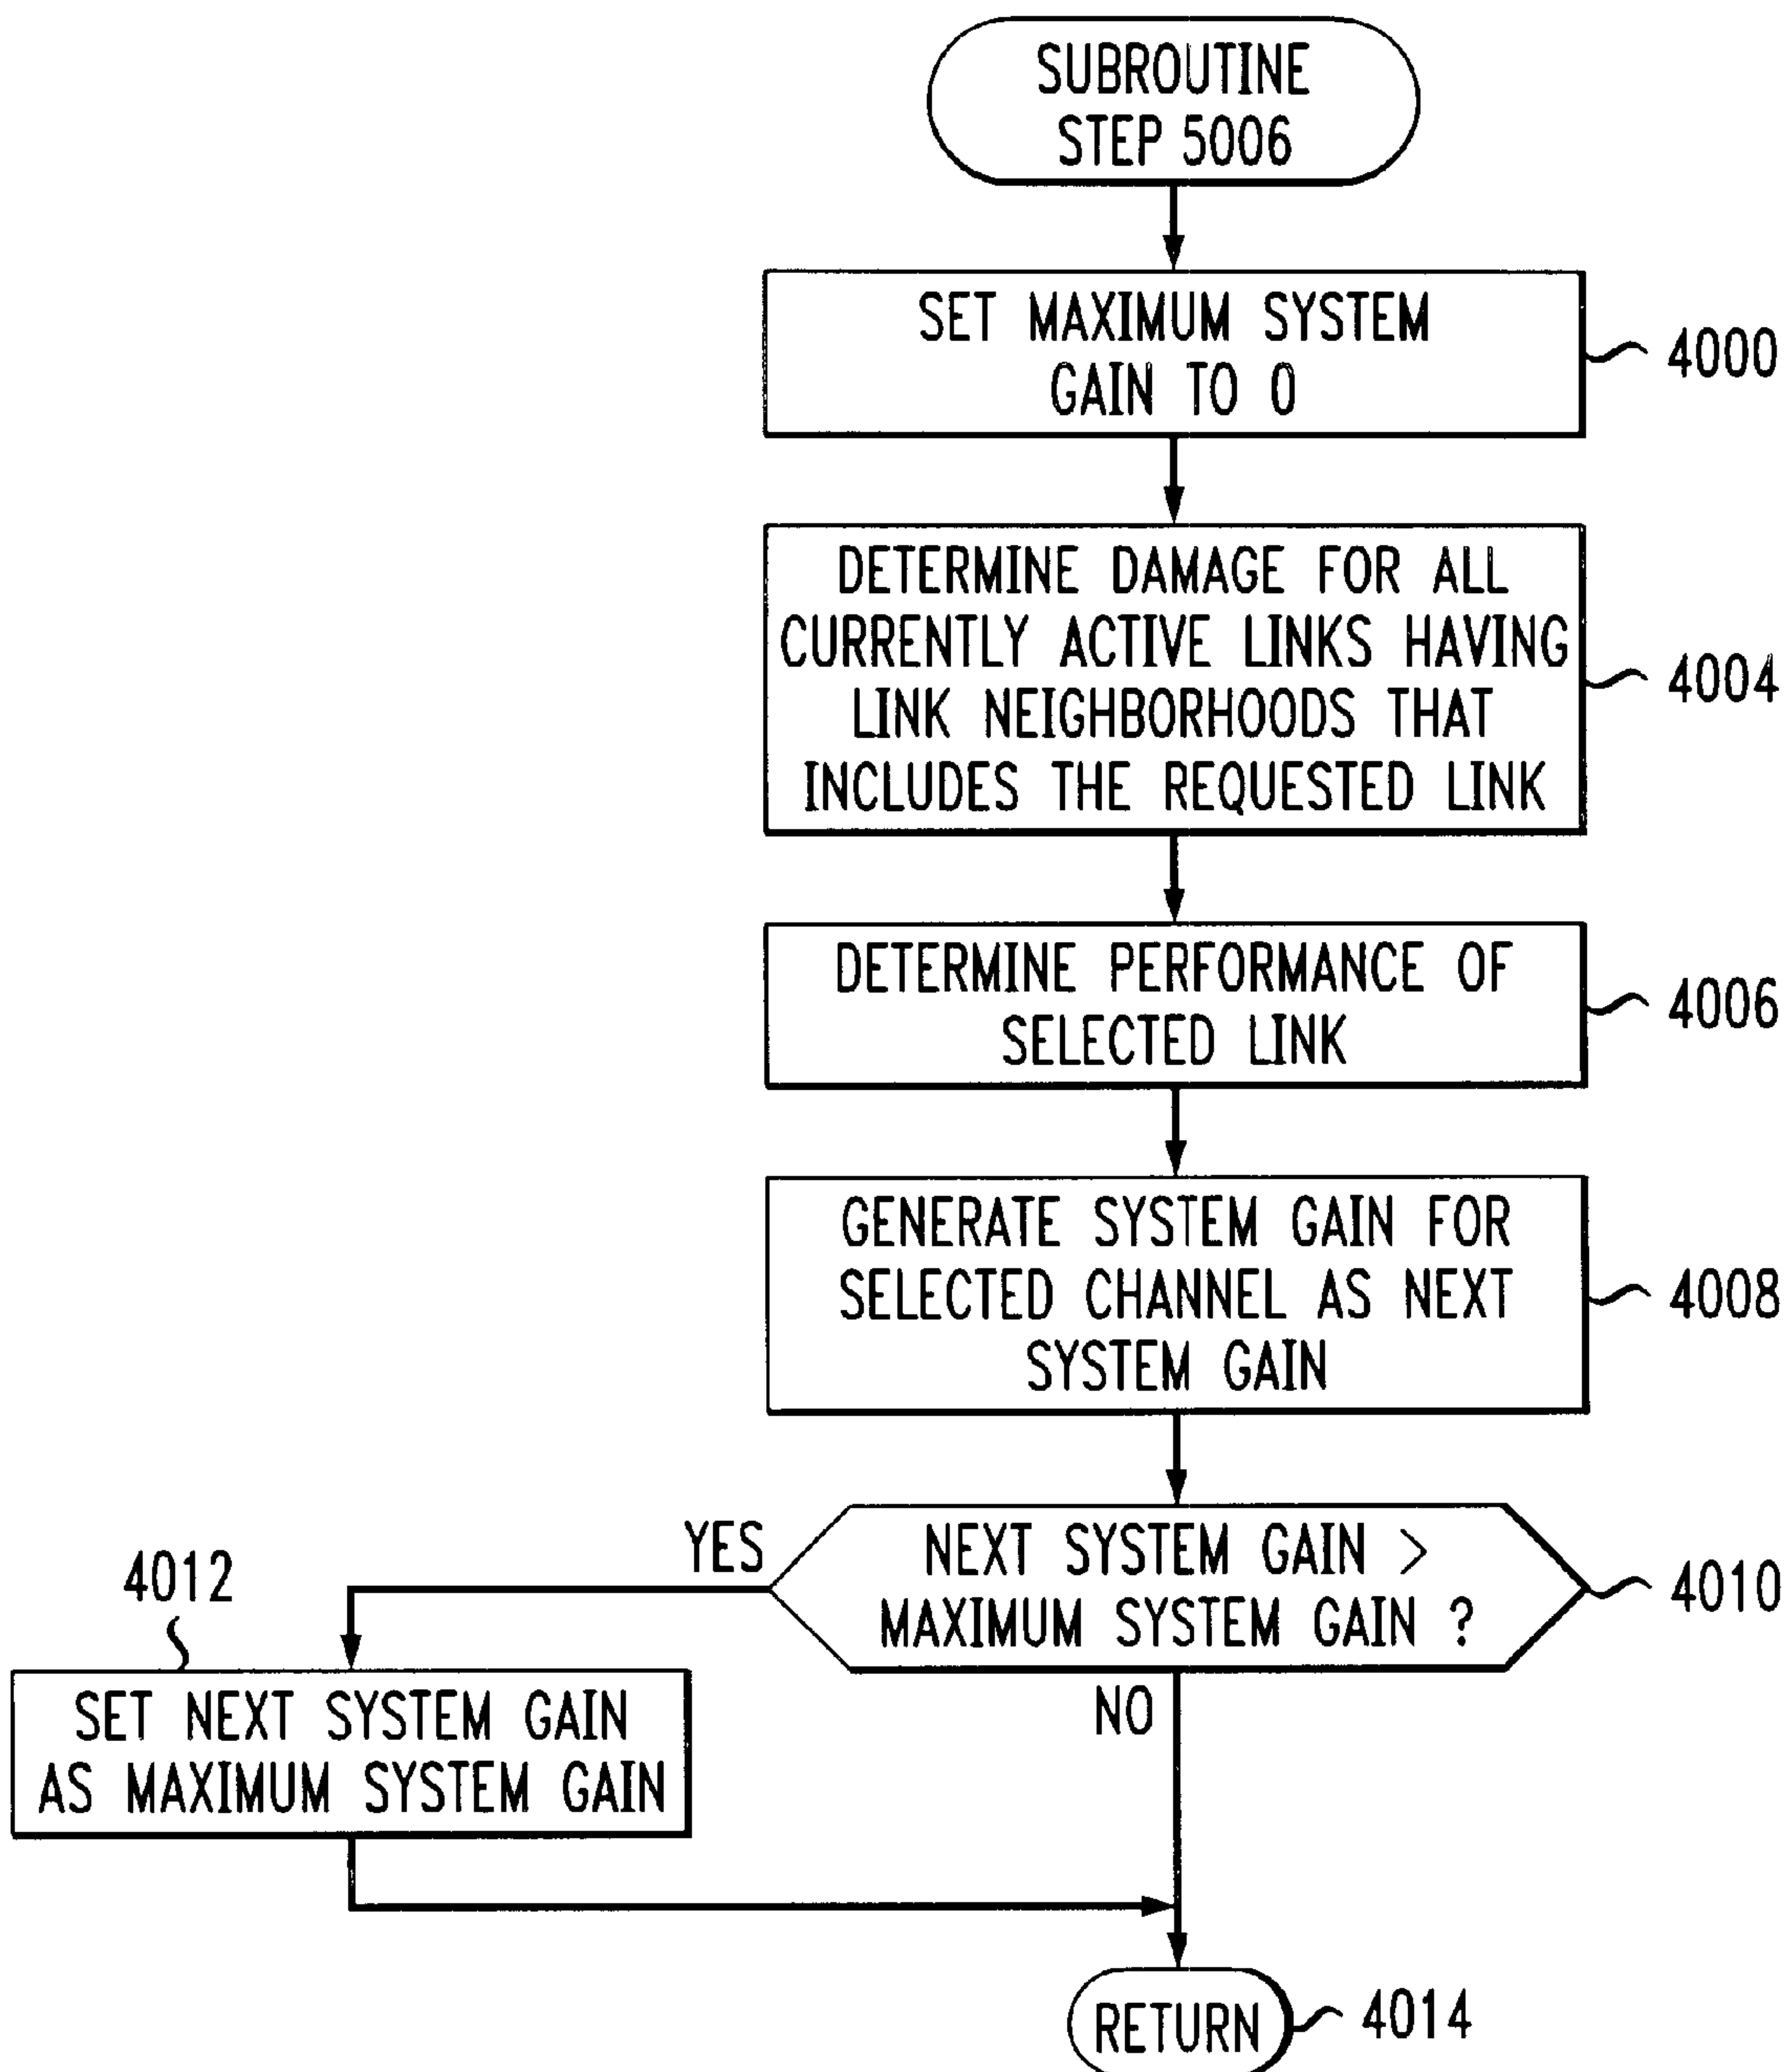 SUBROUTINE
STEP 5006
SET MAXIMUM SYSTEM
GAIN TO 0
4000
DETERMINE DAMAGE FOR ALL
CURRENTLY ACTIVE LINKS HAVING
LINK NEIGHBORHOODS THAT
INCLUDES THE REQUESTED LINK
4004
DETERMINE PERFORMANCE OF
SELECTED LINK
4006
GENERATE SYSTEM GAIN FOR
SELECTED CHANNEL AS NEXT
SYSTEM GAIN
4008
NEXT SYSTEM GAIN >
MAXIMUM SYSTEM GAIN ?
4010
YES
NO
4012
SET NEXT SYSTEM GAIN
AS MAXIMUM SYSTEM GAIN
RETURN
4014